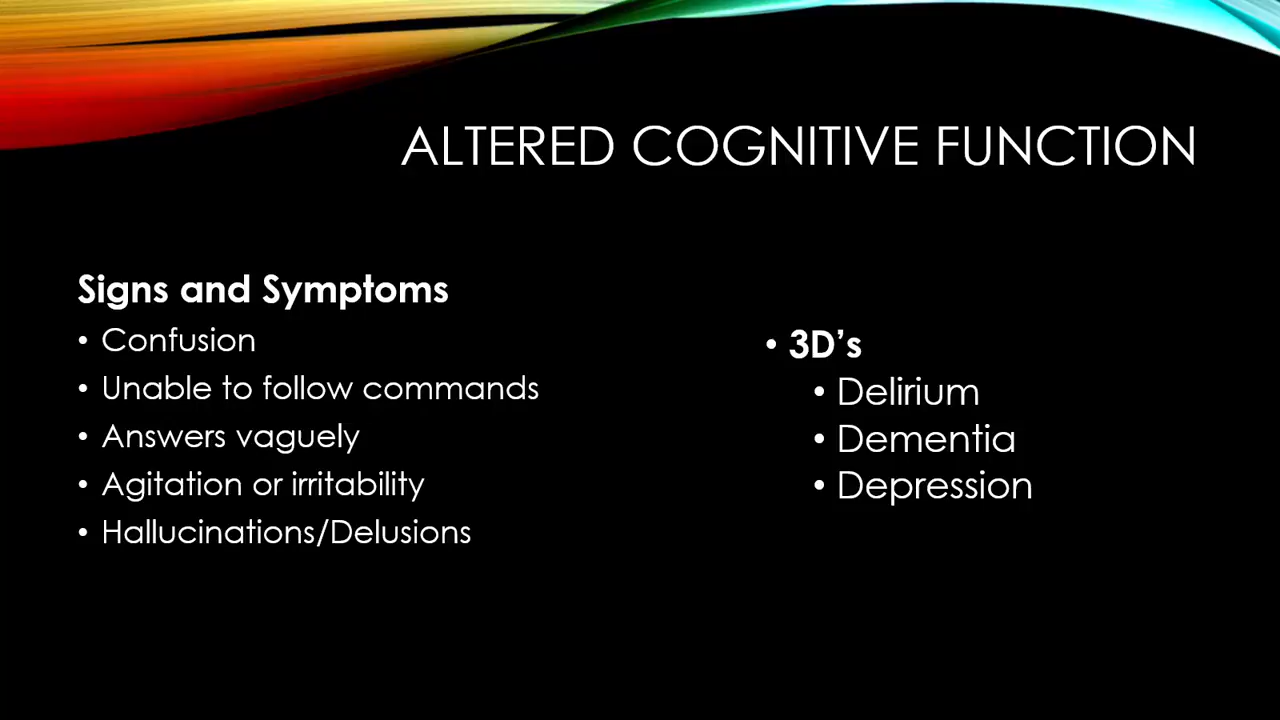 ALTERED COGNITIVE FUNCTION
Signs and Symptoms
• Confusion
• Unable to follow commands
• Answers vaguely
• Agitation or irritability
• Hallucinations/Delusions
• 3D’s
• Delirium
• Dementia
• Depression